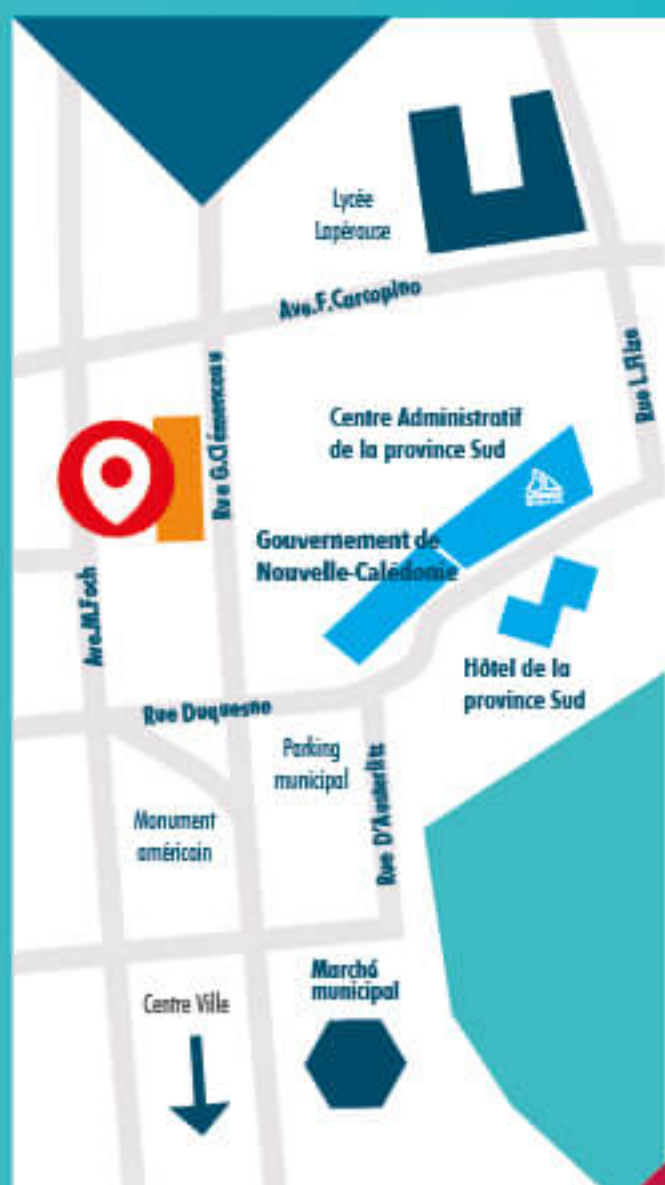 Lycée
Lapérouse
Ave.F.Carcopino
Rue L.Rize
Rue G.Clémenceau
Centre Administratif
de la province Sud
Gouvernement de
Nouvelle-Calédonie
Ave.M.Foch
Hôtel de la
province Sud
Rue Duquesne
Parking
municipal
Rue D'Austerlitz
Monument
américain
Centre Ville
Marché
municipal